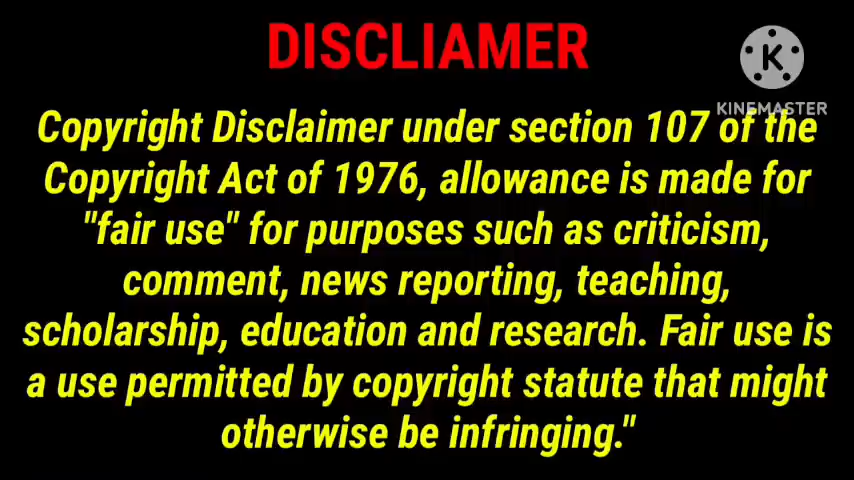 DISCLIAMER
K
KINEMASTER
Copyright Disclaimer under section 107 of the
Copyright Act of 1976, allowance is made for
"fair use" for purposes such as criticism,
comment, news reporting, teaching,
scholarship, education and research. Fair use is
a use permitted by copyright statute that might
otherwise be infringing."